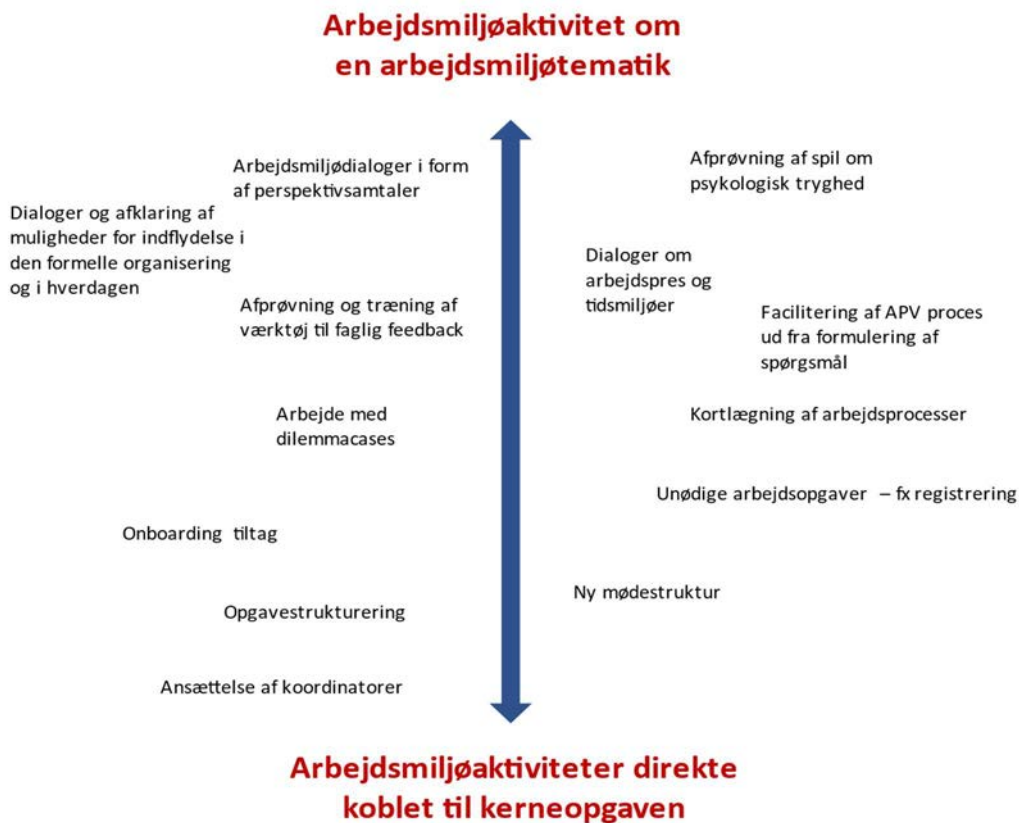 Arbejdsmiljøaktivitet om
en arbejdsmiljøtematik
Arbejdsmiljødialoger i form
af perspektivsamtaler
Afprøvning af spil om
psykologisk tryghed
Dialoger og afklaring af
muligheder for indflydelse i
den formelle organisering
og i hverdagen
Dialoger om
arbejdspres og
tidsmiljøer
Afprøvning og træning af
værktøj til faglig feedback
Facilitering af APV proces
ud fra formulering af
spørgsmål
Arbejde med
dilemmacases
Kortlægning af arbejdsprocesser
Unødige arbejdsopgaver – fx registrering
Onboarding tiltag
Ny mødestruktur
Opgavestrukturering
Ansættelse af koordinatorer
Arbejdsmiljøaktiviteter direkte
koblet til kerneopgaven